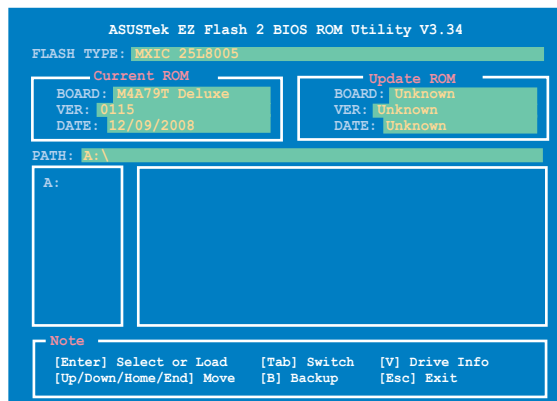 ASUSTek EZ Flash 2 BIOS ROM Utility V3.34
FLASH TYPE: MXIC 25L8005
Current ROM
BOARD: M4A79T Deluxe
VER: 0115
DATE: 12/09/2008
Update ROM
BOARD: Unknown
VER: Unknown
DATE: Unknown
PATH: A:\
A:
Note
[Enter] Select or Load [Tab] Switch [V] Drive Info
[Up/Down/Home/End] Move [B] Backup [Esc] Exit